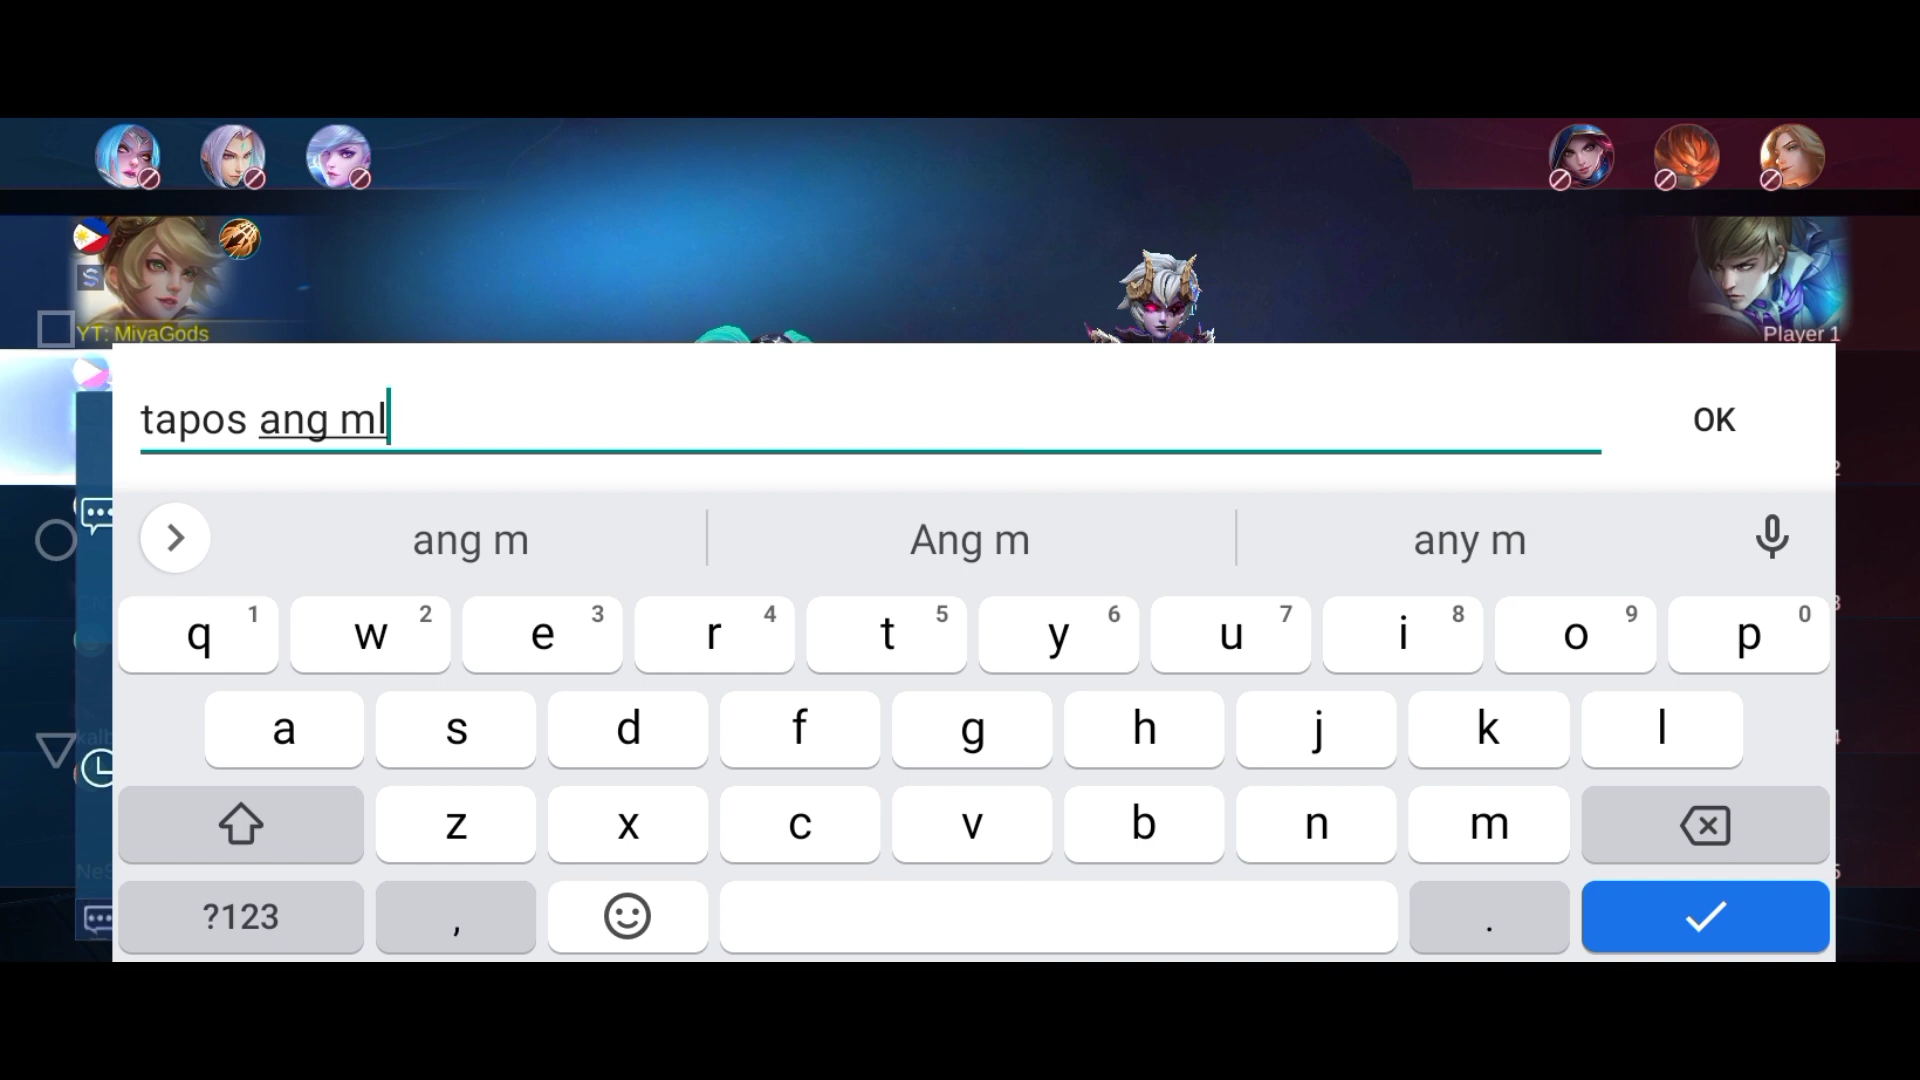 YT: MiyaGods
Player 1
tapos ang ml
OK
ang m
Ang m
any m
q 1 w 2 e 3 r 4 t 5 y 6 u 7 i 8 o 9 p 0
a s d f g h j k l
z x c v b n m
?123 , .